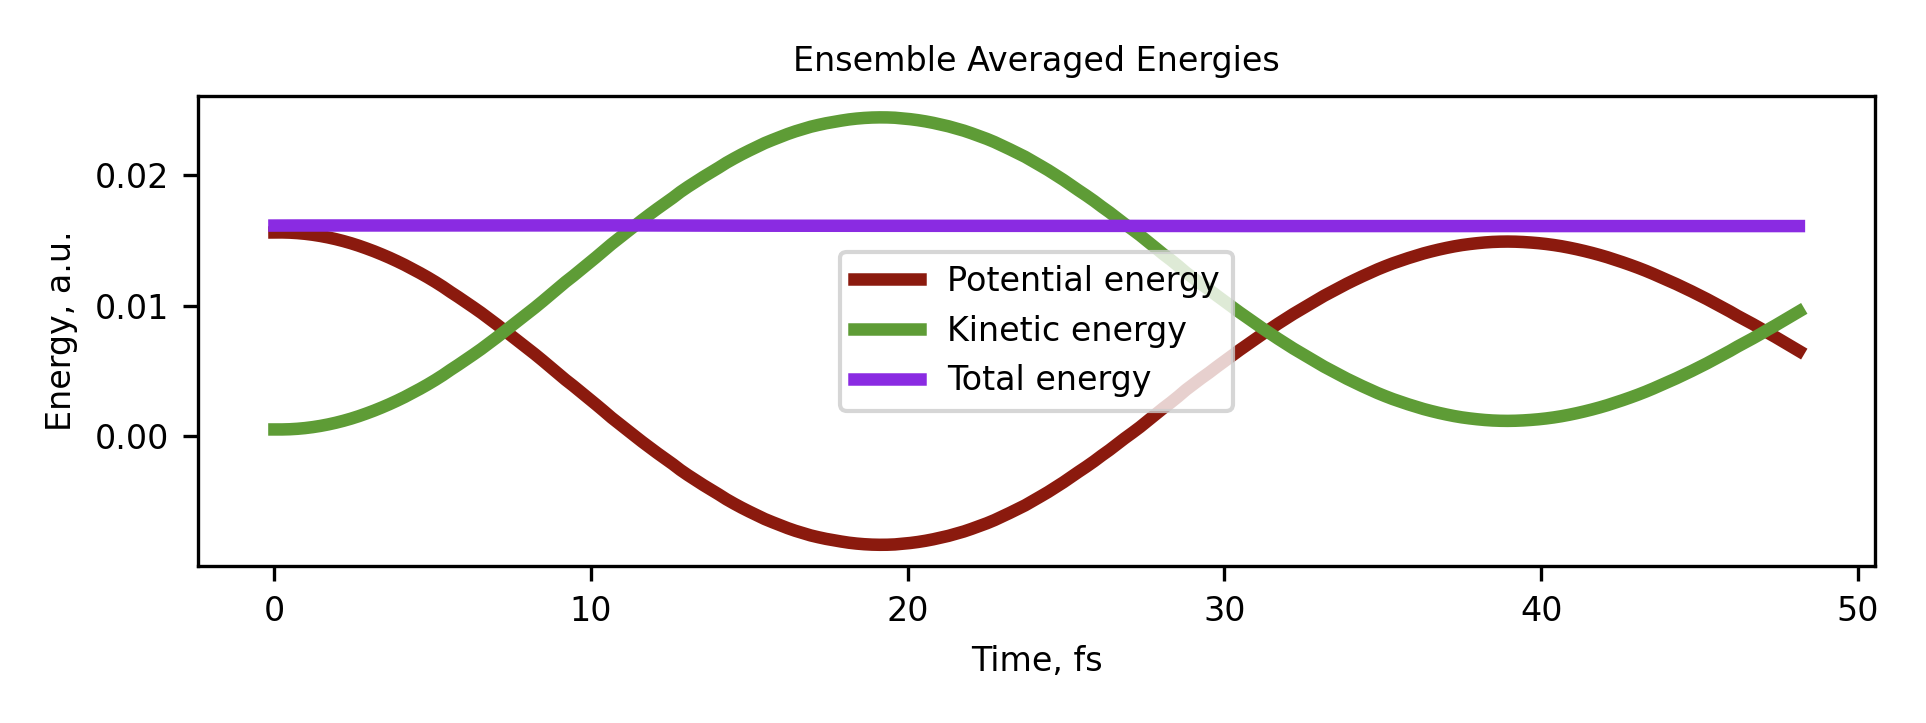 Ensemble Averaged Energies
Energy, a.u.
0.02
0.01
0.00
Potential energy
Kinetic energy
Total energy
0 10 20 30 40 50
Time, fs